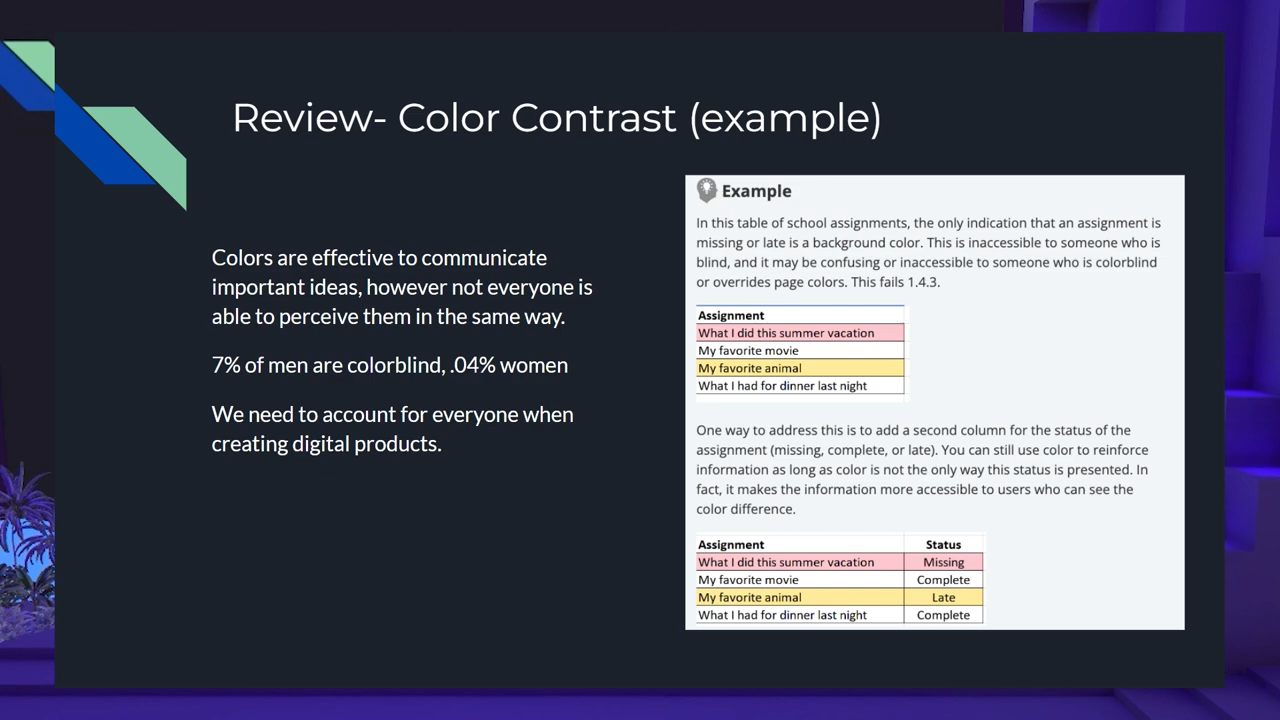 Review- Color Contrast (example)
Colors are effective to communicate
important ideas, however not everyone is
able to perceive them in the same way.
7% of men are colorblind, .04% women
We need to account for everyone when
creating digital products.
Example
In this table of school assignments, the only indication that an assignment is
missing or late is a background color. This is inaccessible to someone who is
blind, and it may be confusing or inaccessible to someone who is colorblind
or overrides page colors. This fails 1.4.3.
Assignment
What I did this summer vacation
My favorite movie
My favorite animal
What I had for dinner last night
One way to address this is to add a second column for the status of the
assignment (missing, complete, or late). You can still use color to reinforce
information as long as color is not the only way this status is presented. In
fact, it makes the information more accessible to users who can see the
color difference.
Assignment Status
What I did this summer vacation Missing
My favorite movie Complete
My favorite animal Late
What I had for dinner last night Complete